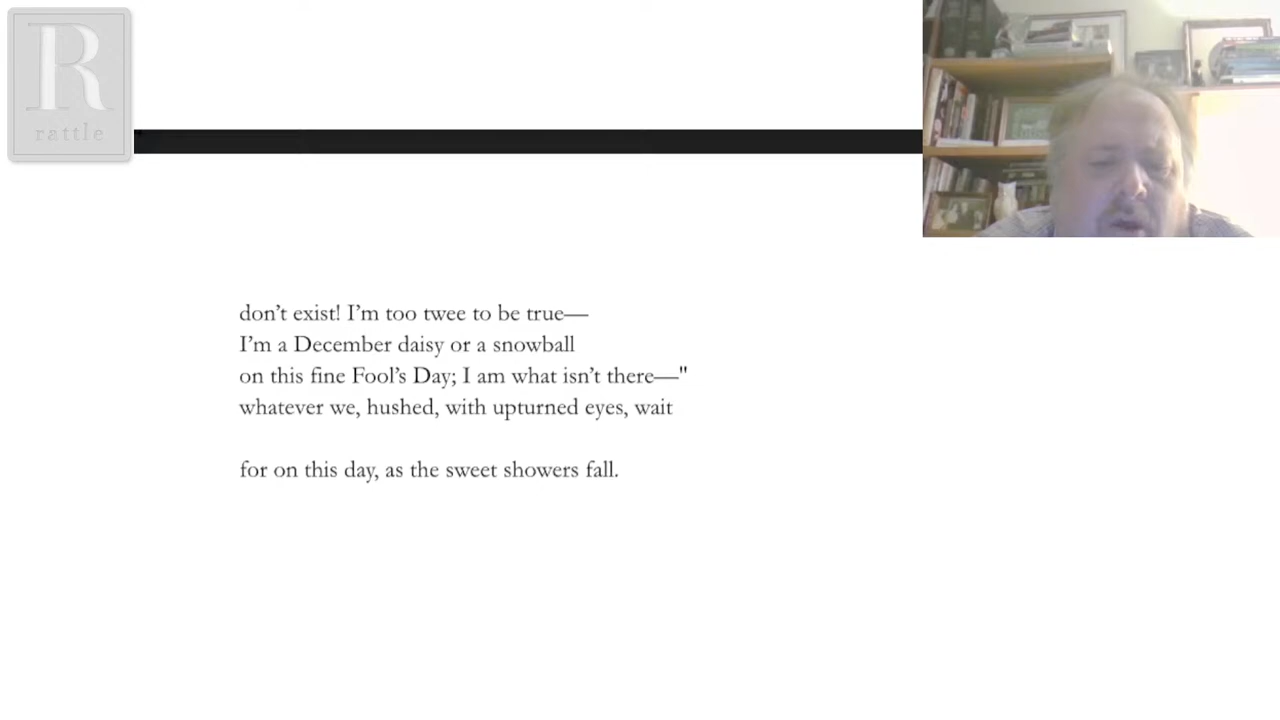 R
rattle
don’t exist! I’m too twee to be true—
I’m a December daisy or a snowball
on this fine Fool’s Day; I am what isn’t there—"
whatever we, hushed, with upturned eyes, wait
for on this day, as the sweet showers fall.